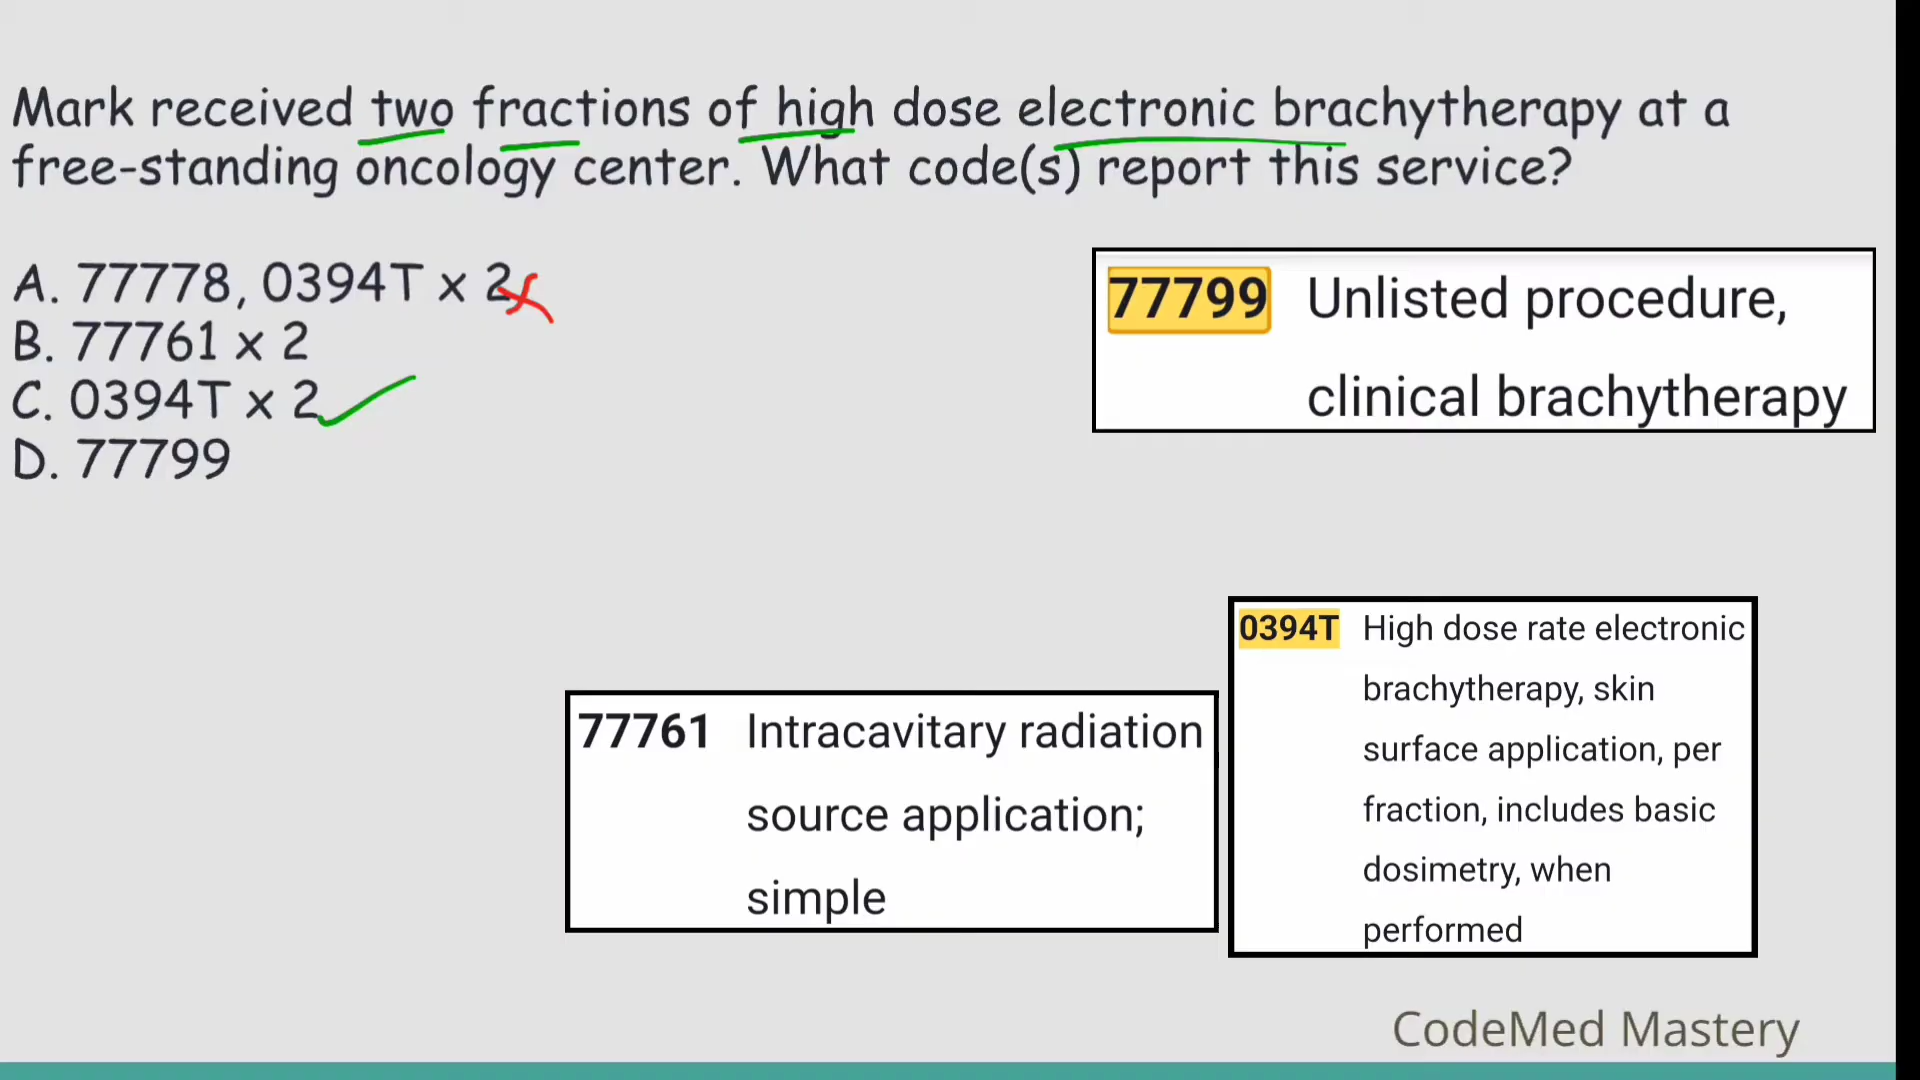 Mark received two fractions of high dose electronic brachytherapy at a
free-standing oncology center. What code(s) report this service?
A. 77778, 0394T x 2
B. 77761 x 2
C. 0394T x 2
D. 77799
77799 Unlisted procedure,
clinical brachytherapy
77761 Intracavitary radiation
source application;
simple
0394T High dose rate electronic
brachytherapy, skin
surface application, per
fraction, includes basic
dosimetry, when
performed
CodeMed Mastery